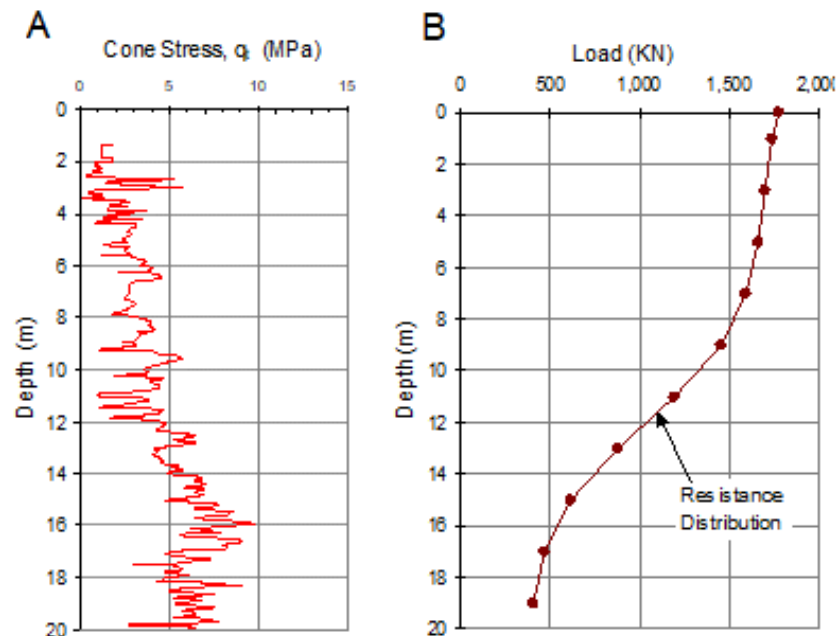 A
Cone Stress, qt (MPa)
0 5 10 15
0
2
4
6
8
10
12
14
16
18
20
Depth (m)
B
Load (KN)
0 500 1,000 1,500 2,000
0
2
4
6
8
10
12
14
16
18
20
Depth (m)
Resistance
Distribution